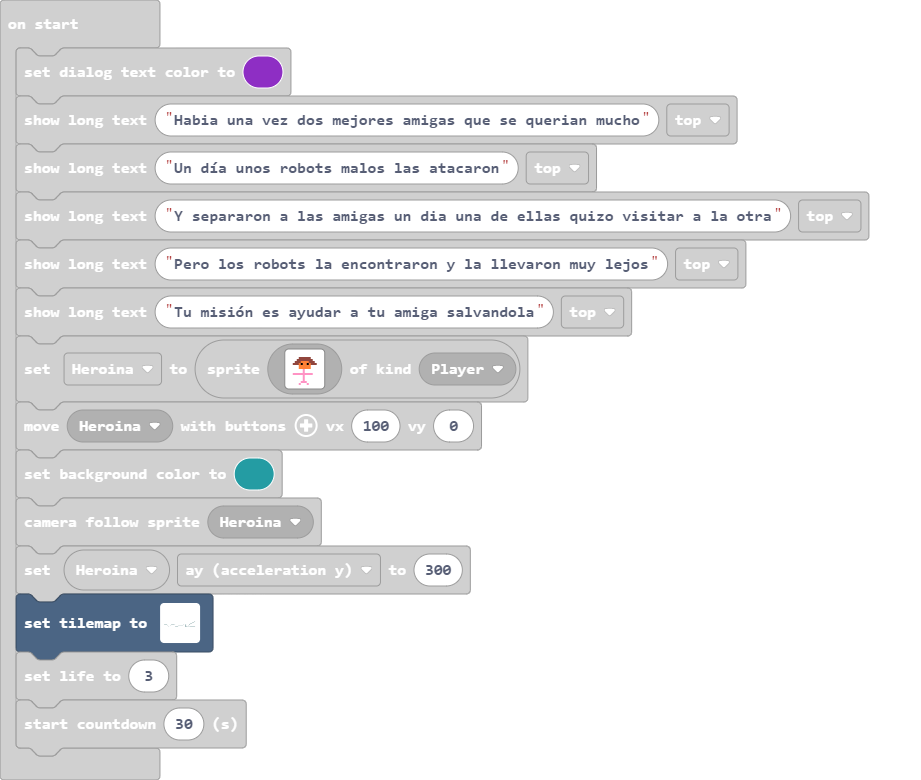 on start
set dialog text color to
show long text "Habia una vez dos mejores amigas que se querian mucho" top
show long text "Un día unos robots malos las atacaron" top
show long text "Y separaron a las amigas un dia una de ellas quizo visitar a la otra" top
show long text "Pero los robots la encontraron y la llevaron muy lejos" top
show long text "Tu misión es ayudar a tu amiga salvandola" top
set Heroina to sprite of kind Player
move Heroina with buttons + vx 100 vy 0
set background color to
camera follow sprite Heroina
set Heroina ay (acceleration y) to 300
set tilemap to
set life to 3
start countdown 30 (s)